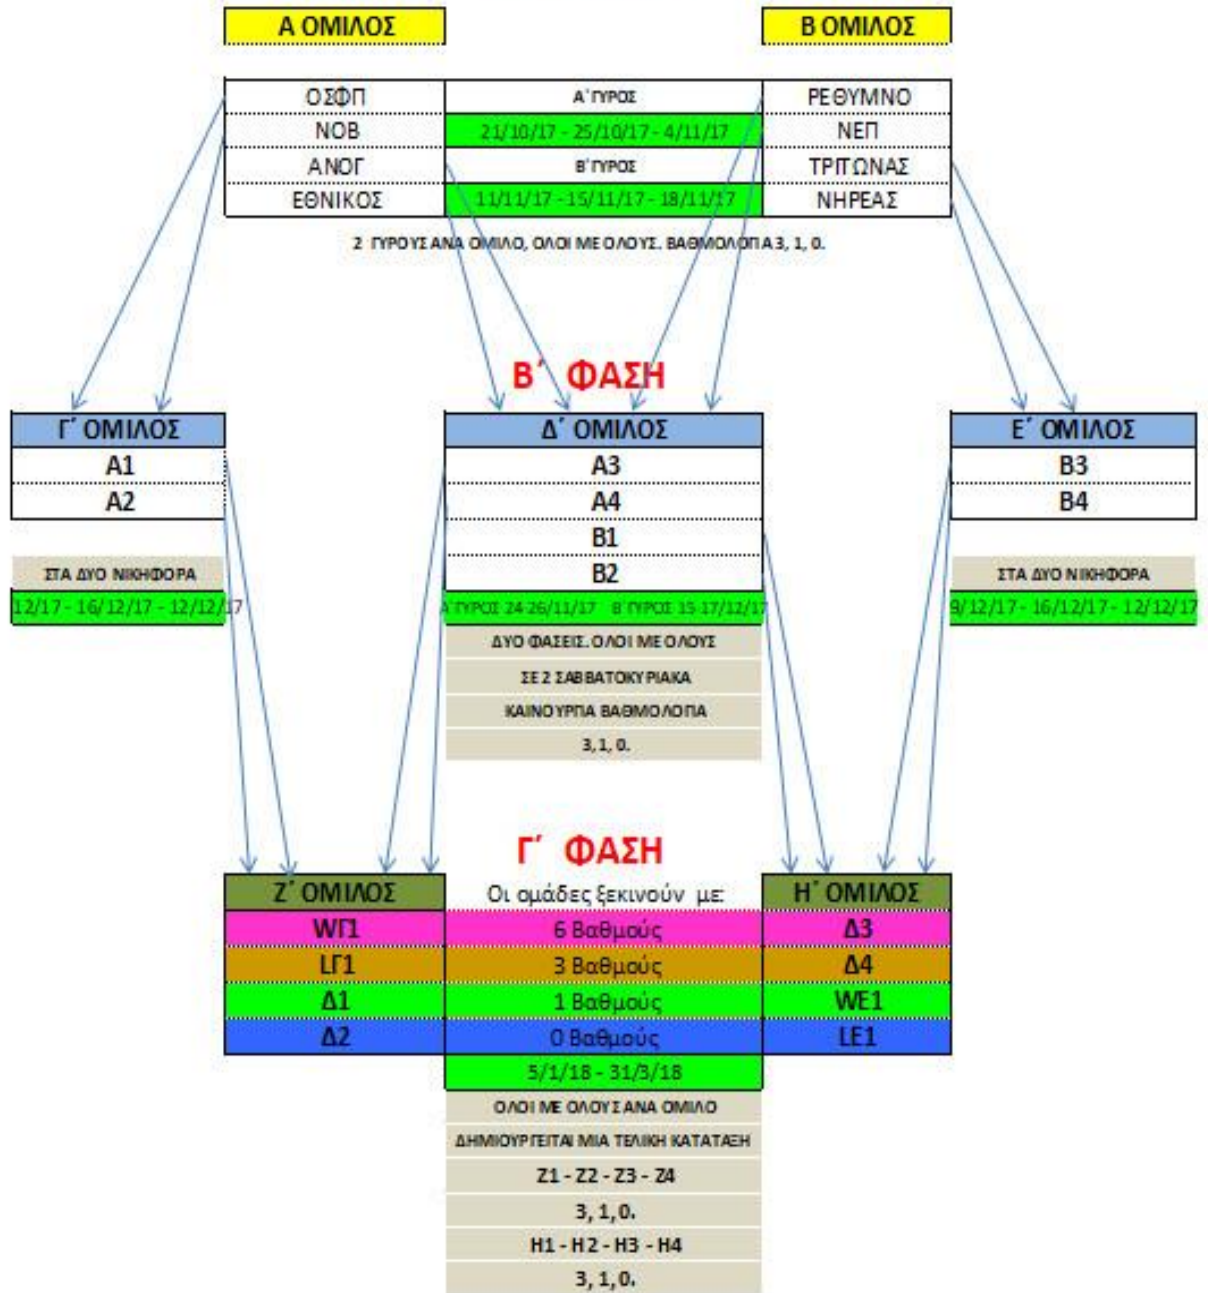 Α ΟΜΙΛΟΣ Β ΟΜΙΛΟΣ
ΟΣΦΠ Α΄ ΓΥΡΟΣ ΡΕΘΥΜΝΟ
ΝΟΒ 21/10/17 - 25/10/17 - 4/11/17 ΝΕΠ
ΑΝΟΓ Β΄ ΓΥΡΟΣ ΤΡΙΤΩΝΑΣ
ΕΘΝΙΚΟΣ 11/11/17 - 15/11/17 - 18/11/17 ΝΗΡΕΑΣ
2 ΓΥΡΟΥΣ ΑΝΑ ΟΜΙΛΟ, ΟΛΟΙ ΜΕ ΟΛΟΥΣ. ΒΑΘΜΟΛΟΓΙΑ 3, 1, 0.
Β΄ ΦΑΣΗ
Γ΄ ΟΜΙΛΟΣ Δ΄ ΟΜΙΛΟΣ Ε΄ ΟΜΙΛΟΣ
Α1 Α3 Β3
Α2 Α4 Β4
Β1
ΣΤΑ ΔΥΟ ΝΙΚΗΦΟΡΑ Β2 ΣΤΑ ΔΥΟ ΝΙΚΗΦΟΡΑ
12/17 - 16/12/17 - 12/12/17 Α΄ ΓΥΡΟΣ 24-26/11/17 Β΄ ΓΥΡΟΣ 15-17/12/17 9/12/17 - 16/12/17 - 12/12/17
ΔΥΟ ΦΑΣΕΙΣ. ΟΛΟΙ ΜΕ ΟΛΟΥΣ
ΣΕ 2 ΣΑΒΒΑΤΟΚΥΡΙΑΚΑ
ΚΑΙΝΟΥΡΓΙΑ ΒΑΘΜΟΛΟΓΙΑ
3, 1, 0.
Γ΄ ΦΑΣΗ
Ζ΄ ΟΜΙΛΟΣ Οι ομάδες ξεκινούν με: Η΄ ΟΜΙΛΟΣ
WΓ1 6 Βαθμούς Δ3
LΓ1 3 Βαθμούς Δ4
Δ1 1 Βαθμούς WE1
Δ2 0 Βαθμούς LE1
5/1/18 - 31/3/18
ΟΛΟΙ ΜΕ ΟΛΟΥΣ ΑΝΑ ΟΜΙΛΟ
ΔΗΜΙΟΥΡΓΕΙΤΑΙ ΜΙΑ ΤΕΛΙΚΗ ΚΑΤΑΤΑΞΗ
Ζ1 - Ζ2 - Ζ3 - Ζ4
3, 1, 0.
Η1 - Η2 - Η3 - Η4
3, 1, 0.